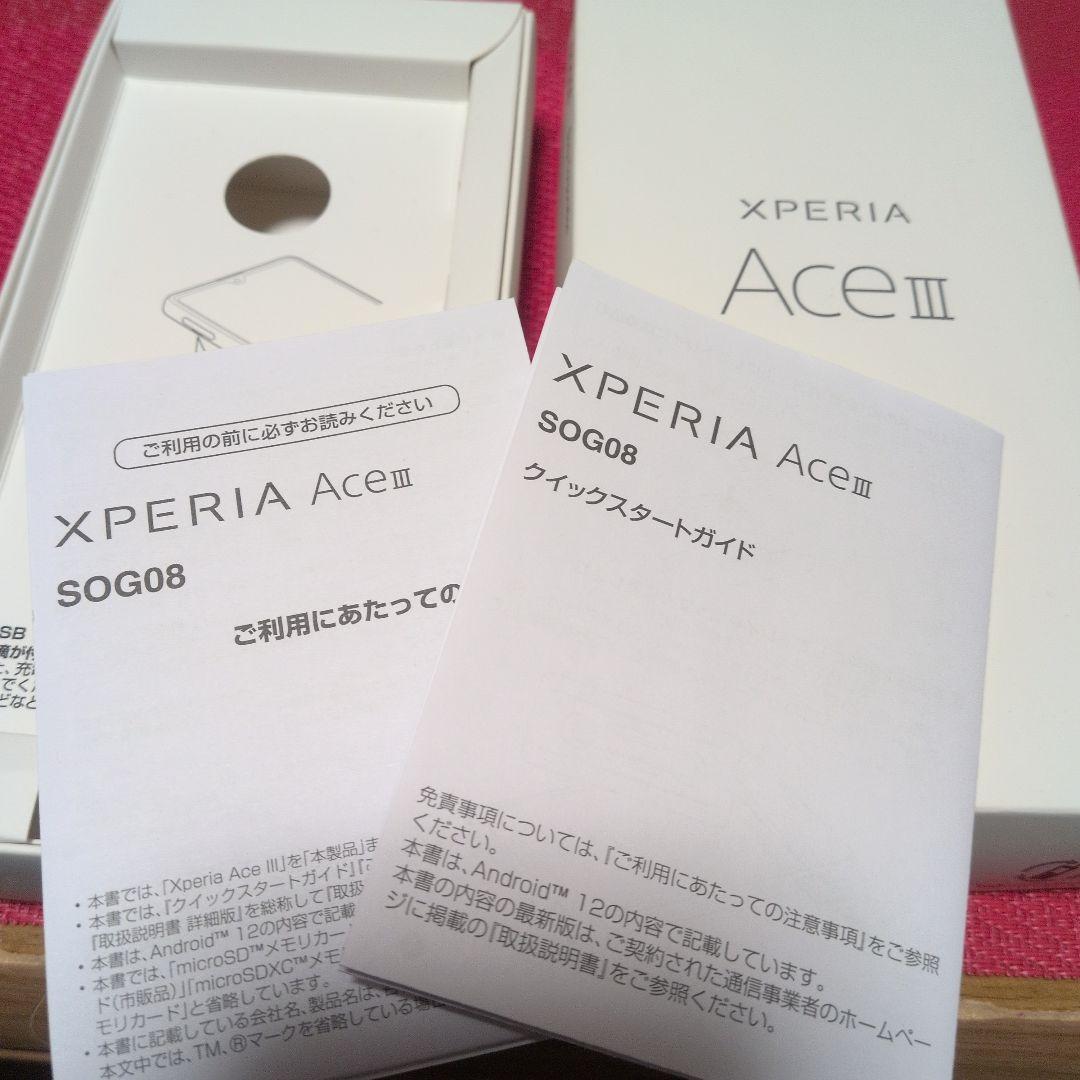 XPERIA
Ace III
ご利用の前に必ずお読みください
XPERIA Ace III
SOG08
ご利用にあたっての
・本書では、「Xperia Ace III」を「本製品」
・本書では、『クイックスタートガイド』
『取扱説明書 詳細版』を総称して『取扱
・本書は、Android™ 12の内容で記載
・本書では、「microSD™メモリカー
ド(市販品)」「microSDXC™メモ
モリカード」と省略しています。
・本書に記載している会社名、製品名は、
本文中では、TM、®マークを省略している場
XPERIA Ace III
SOG08
クイックスタートガイド
免責事項については、『ご利用にあたっての注意事項』をご参照
ください。
本書は、Android™ 12の内容で記載しています。
本書の内容の最新版は、ご契約された通信事業者のホームペー
ジに掲載の『取扱説明書』をご参照ください。
SB